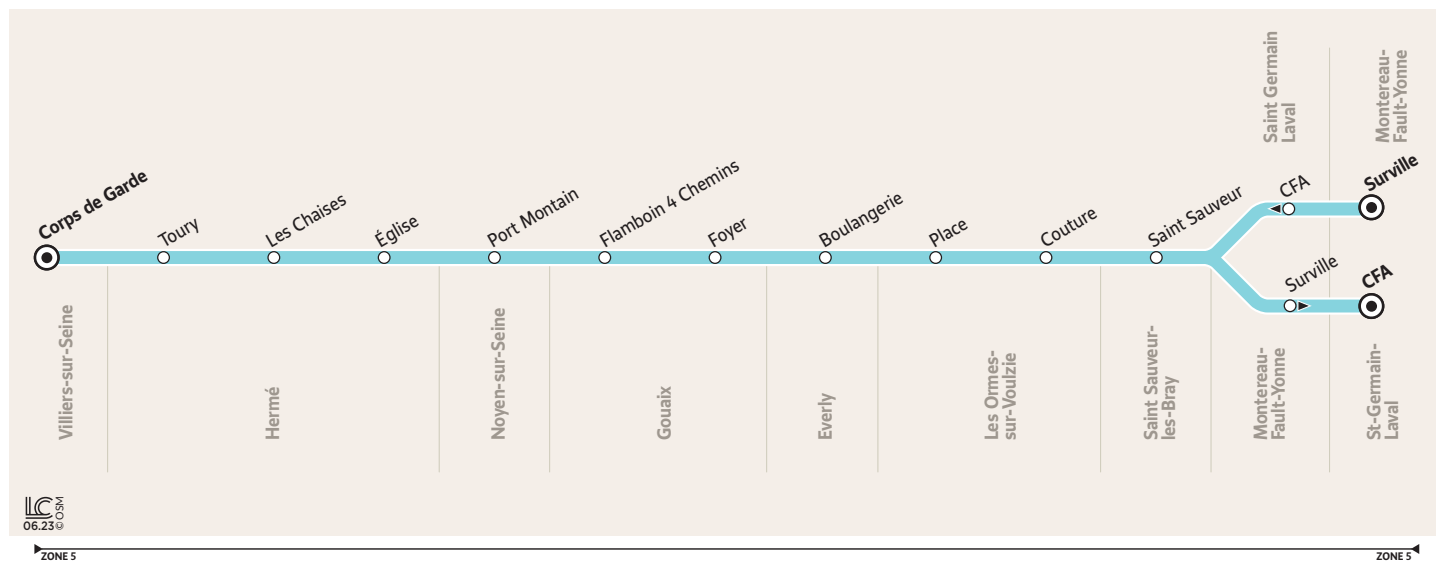 Saint Germain
Laval
Montereau-
Fault-Yonne
Corps de Garde
Toury
Les Chaises
Église
Port Montain
Flamboin 4 Chemins
Foyer
Boulangerie
Place
Couture
Saint Sauveur
CFA
Surville
Surville
CFA
Villiers-sur-Seine
Hermé
Noyen-sur-Seine
Gouaix
Everly
Les Ormes-
sur-Voulzie
Saint Sauveur-
les-Bray
Montereau-
Fault-Yonne
St-Germain-
Laval
LC
06.23 © OSM
ZONE 5
ZONE 5